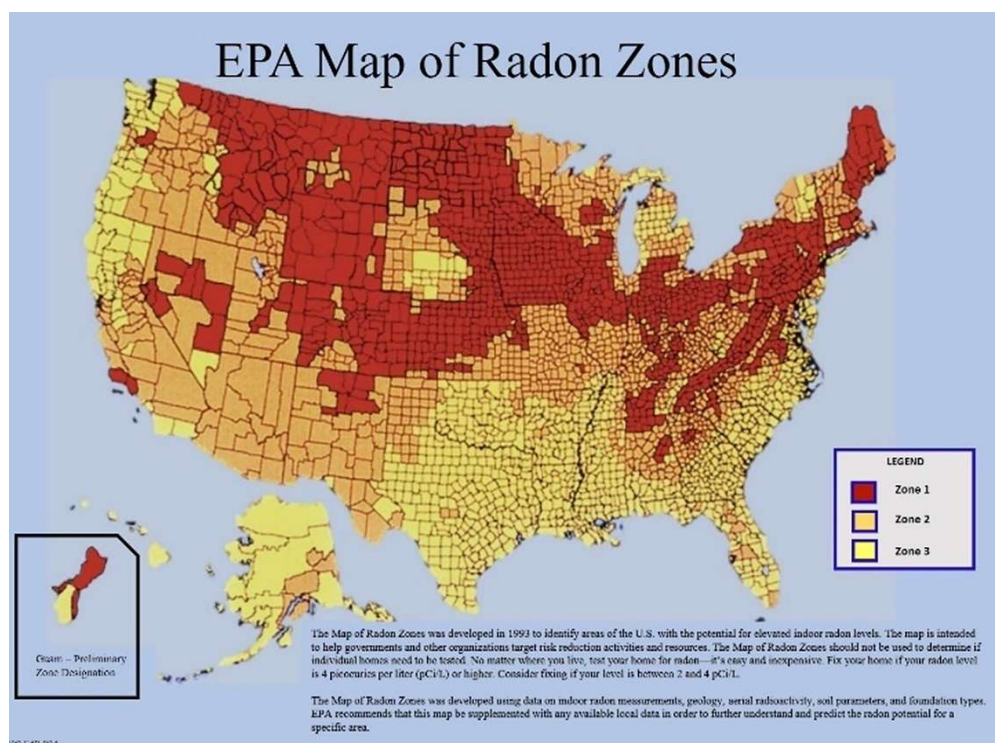 EPA Map of Radon Zones
LEGEND
Zone 1
Zone 2
Zone 3
Guam – Preliminary
Zone Designation
The Map of Radon Zones was developed in 1993 to identify areas of the U.S. with the potential for elevated indoor radon levels. The map is intended
to help governments and other organizations target risk reduction activities and resources. The Map of Radon Zones should not be used to determine if
individual homes need to be tested. No matter where you live, test your home for radon—it's easy and inexpensive. Fix your home if your radon level
is 4 picocuries per liter (pCi/L) or higher. Consider fixing if your level is between 2 and 4 pCi/L.
The Map of Radon Zones was developed using data on indoor radon measurements, geology, aerial radioactivity, soil parameters, and foundation types.
EPA recommends that this map be supplemented with any available local data in order to further understand and predict the radon potential for a
specific area.